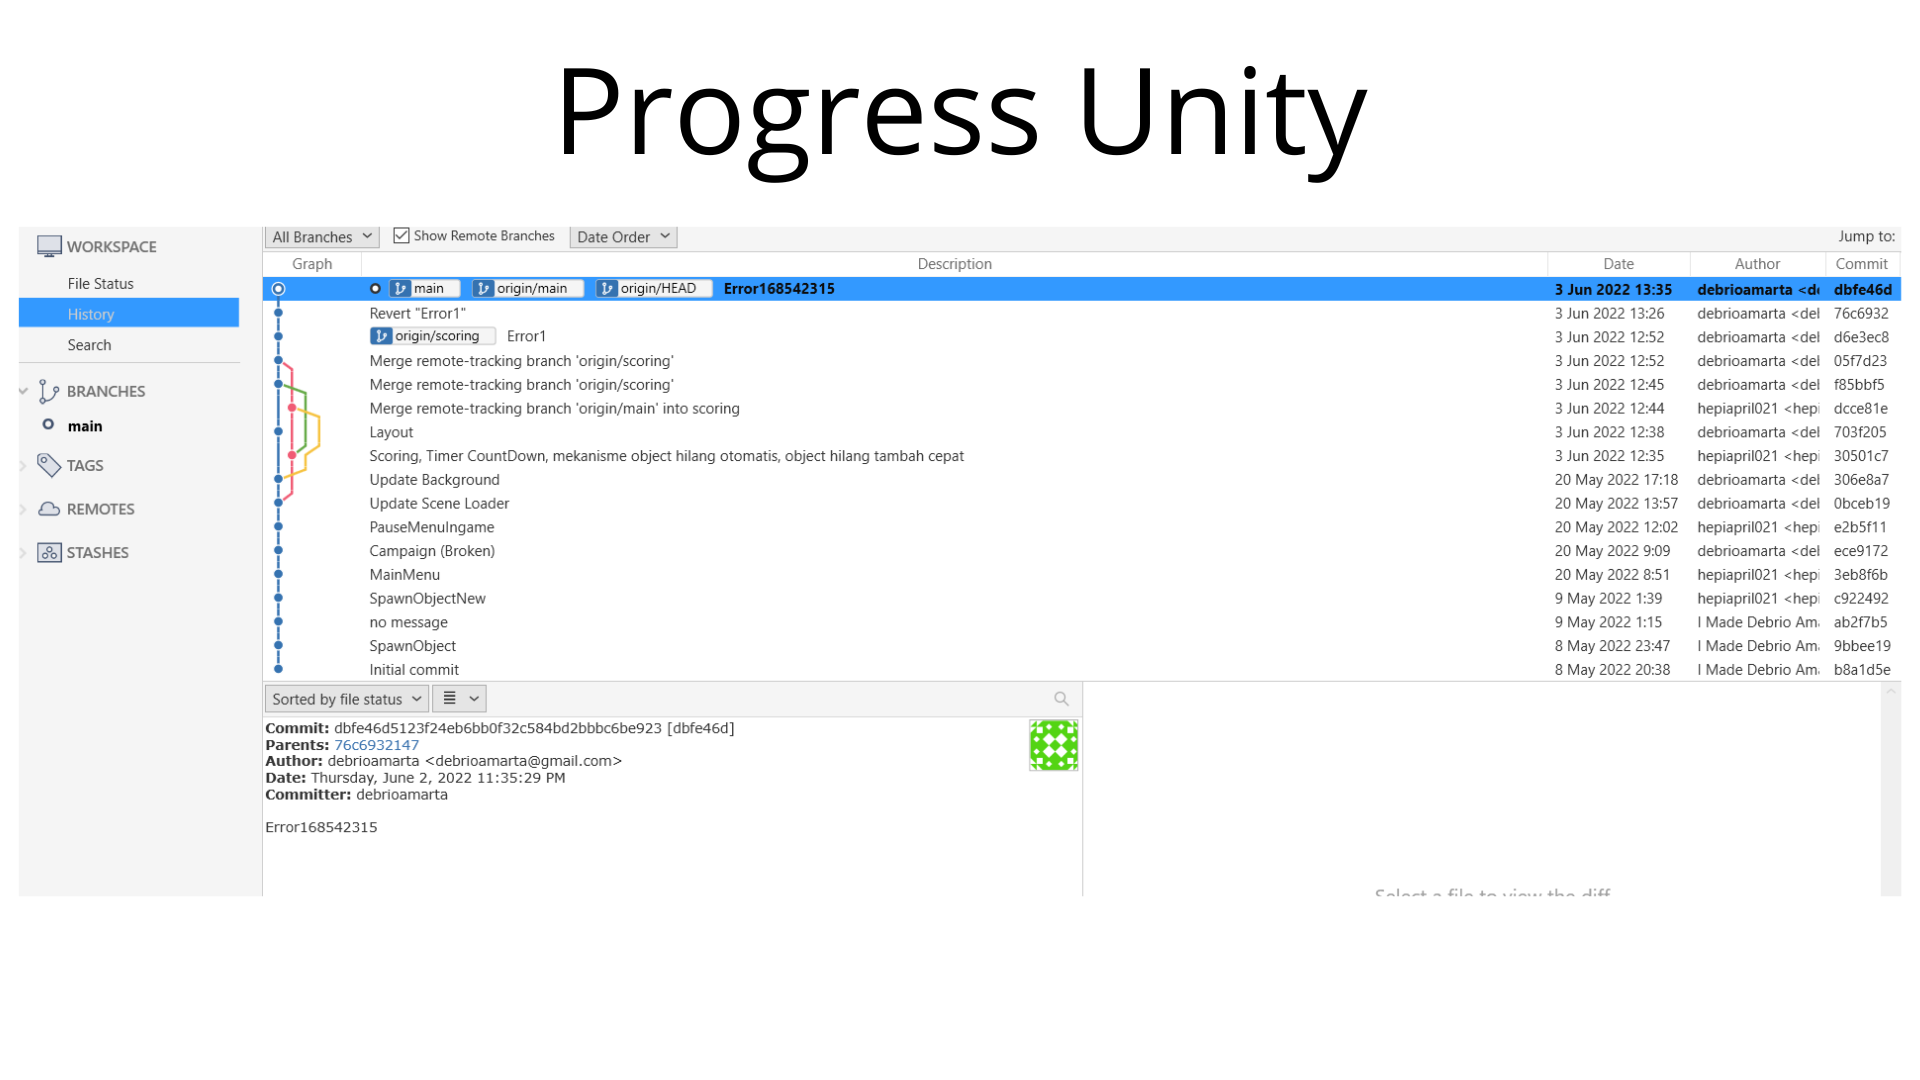 Progress Unity
WORKSPACE
File Status
History
Search
BRANCHES
main
TAGS
REMOTES
STASHES
All Branches Show Remote Branches Date Order Jump to:
Graph Description Date Author Commit
main origin/main origin/HEAD Error168542315 3 Jun 2022 13:35 debrioamarta <de dbfe46d
Revert "Error1" 3 Jun 2022 13:26 debrioamarta <del 76c6932
origin/scoring Error1 3 Jun 2022 12:52 debrioamarta <del d6e3ec8
Merge remote-tracking branch 'origin/scoring' 3 Jun 2022 12:52 debrioamarta <del 05f7d23
Merge remote-tracking branch 'origin/scoring' 3 Jun 2022 12:45 debrioamarta <del f85bbf5
Merge remote-tracking branch 'origin/main' into scoring 3 Jun 2022 12:44 hepiapril021 <hepi dcce81e
Layout 3 Jun 2022 12:38 debrioamarta <del 703f205
Scoring, Timer CountDown, mekanisme object hilang otomatis, object hilang tambah cepat 3 Jun 2022 12:35 hepiapril021 <hepi 30501c7
Update Background 20 May 2022 17:18 debrioamarta <del 306e8a7
Update Scene Loader 20 May 2022 13:57 debrioamarta <del 0bceb19
PauseMenuIngame 20 May 2022 12:02 hepiapril021 <hepi e2b5f11
Campaign (Broken) 20 May 2022 9:09 debrioamarta <del ece9172
MainMenu 20 May 2022 8:51 hepiapril021 <hepi 3eb8f6b
SpawnObjectNew 9 May 2022 1:39 hepiapril021 <hepi c922492
no message 9 May 2022 1:15 I Made Debrio Am ab2f7b5
SpawnObject 8 May 2022 23:47 I Made Debrio Am 9bbee19
Initial commit 8 May 2022 20:38 I Made Debrio Am b8a1d5e
Sorted by file status
Commit: dbfe46d5123f24eb6bb0f32c584bd2bbbc6be923 [dbfe46d]
Parents: 76c6932147
Author: debrioamarta <debrioamarta@gmail.com>
Date: Thursday, June 2, 2022 11:35:29 PM
Committer: debrioamarta
Error168542315
Select a file to view the diff